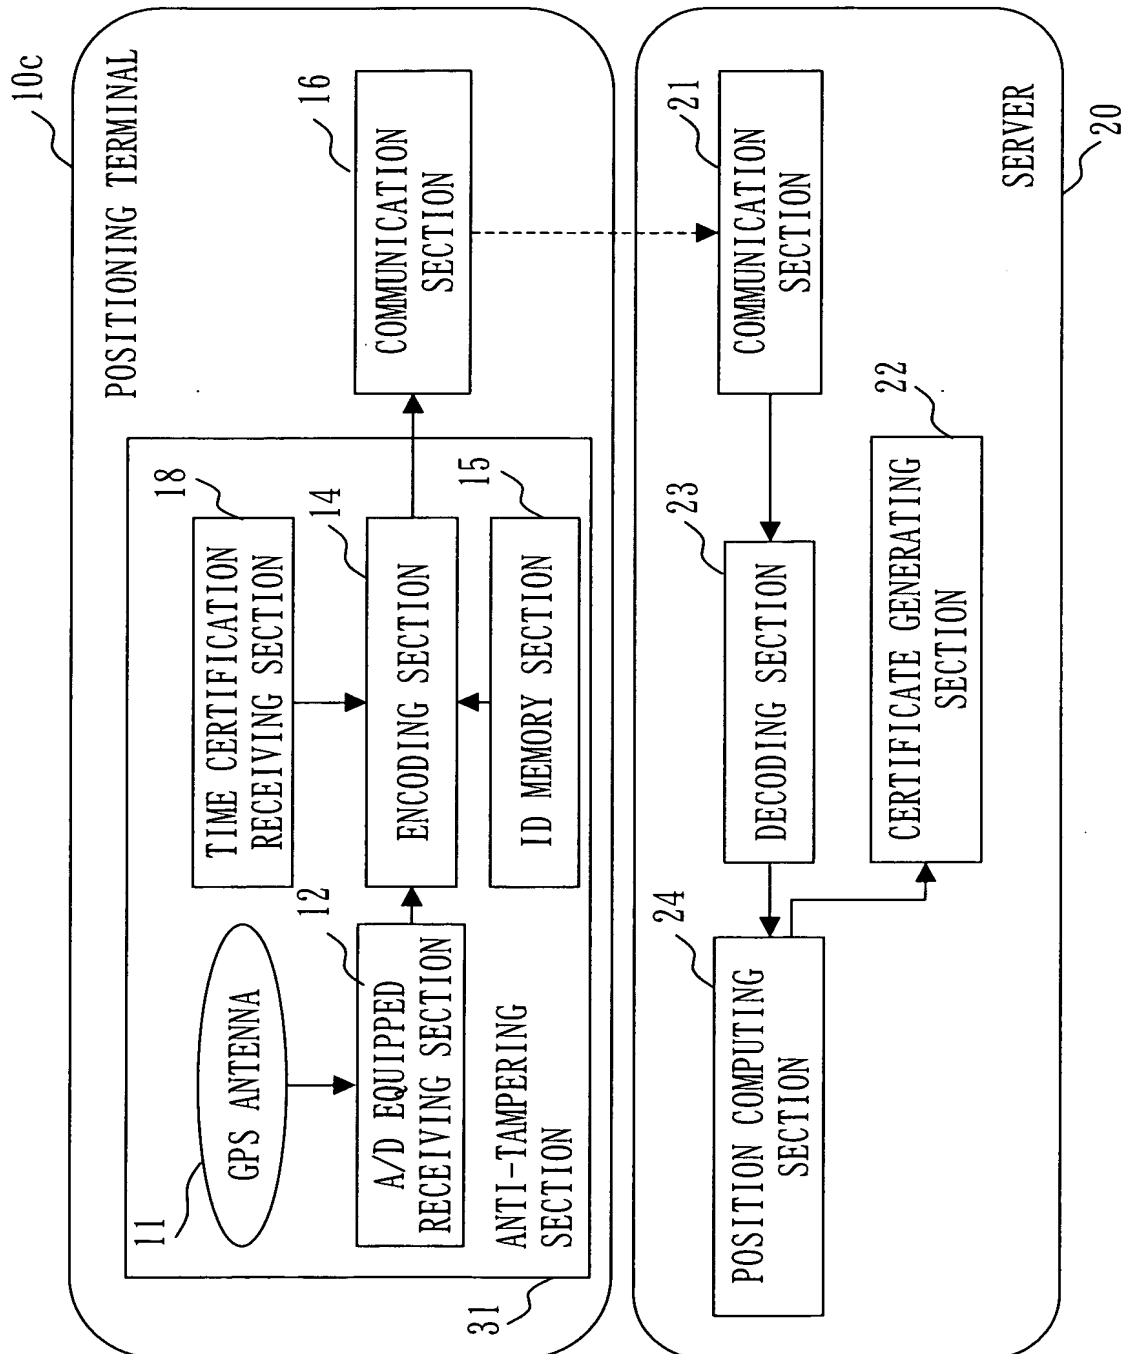 10c
POSITIONING TERMINAL
11
GPS ANTENNA
18
TIME CERTIFICATION
RECEIVING SECTION
12
A/D EQUIPPED
RECEIVING SECTION
14
ENCODING SECTION
16
COMMUNICATION
SECTION
15
ID MEMORY SECTION
ANTI-TAMPERING
SECTION
31
24
POSITION COMPUTING
SECTION
23
DECODING SECTION
21
COMMUNICATION
SECTION
22
CERTIFICATE GENERATING
SECTION
SERVER
20